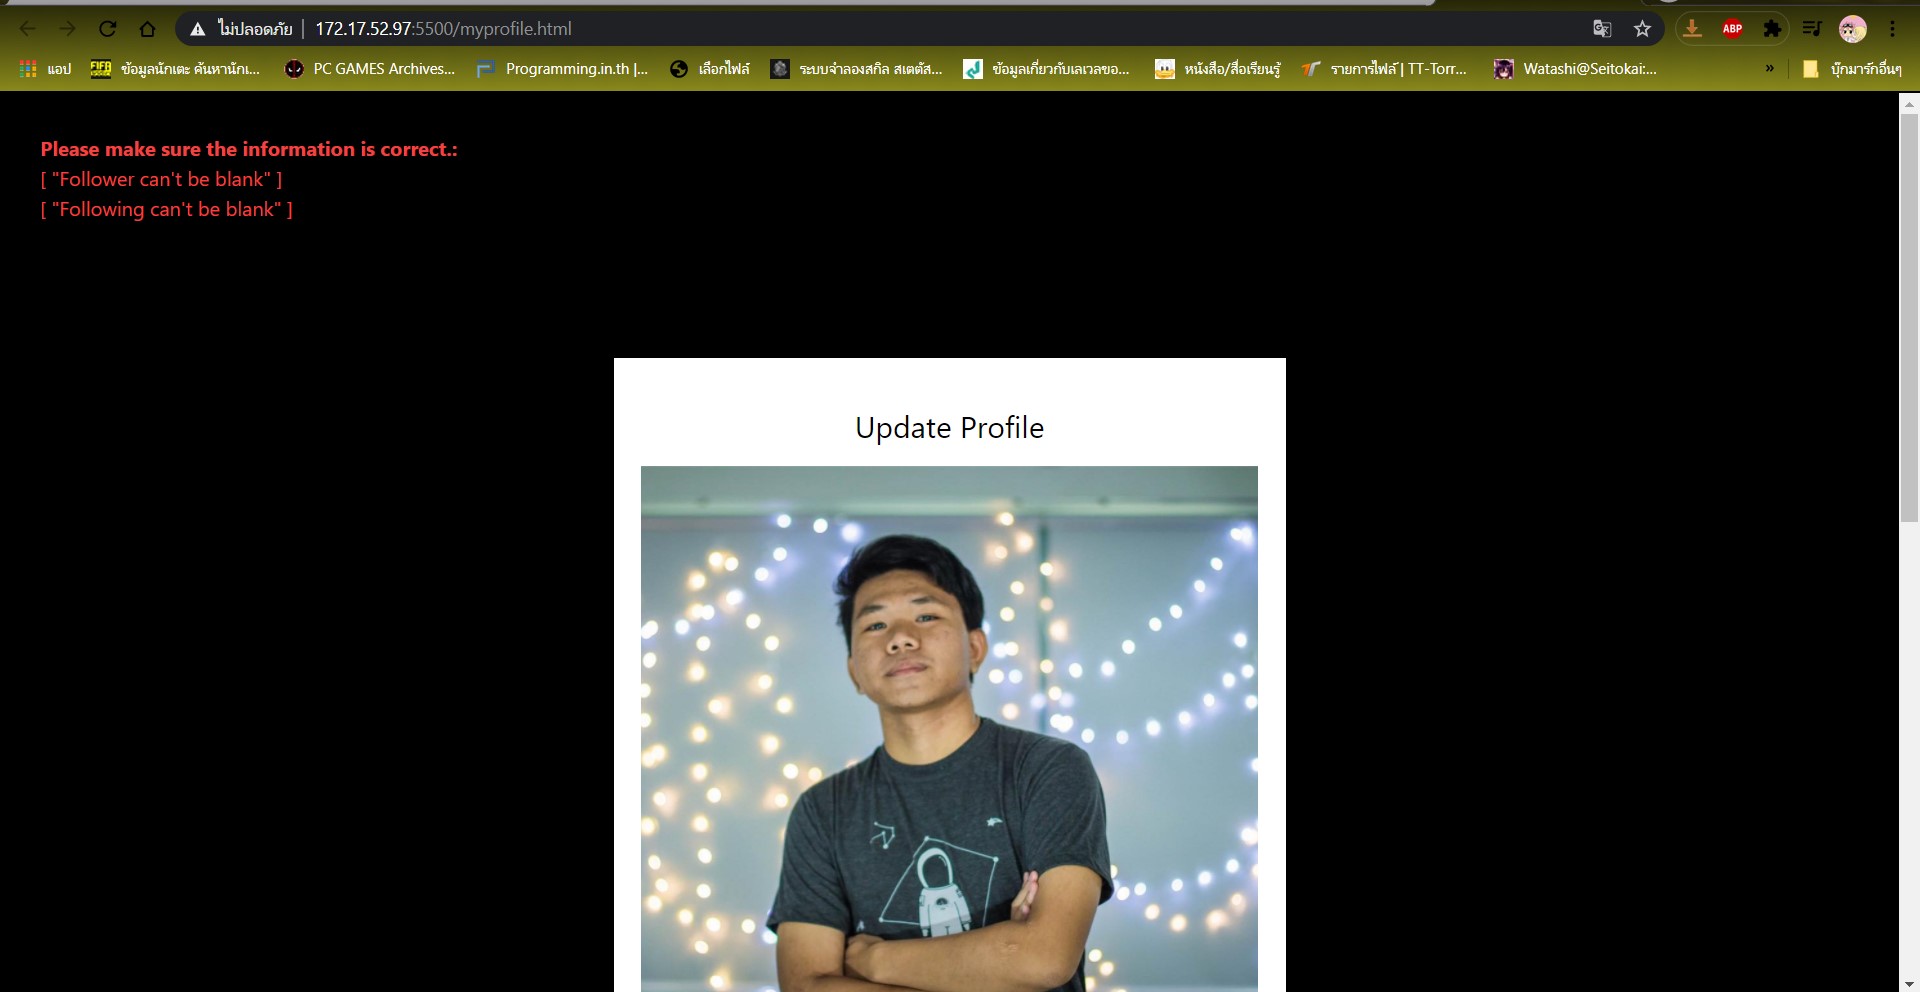 ไม่ปลอดภัย | 172.17.52.97:5500/myprofile.html
แอป ข้อมูลนักเตะ ค้นหานักเ... PC GAMES Archives... Programming.in.th |... เลือกไฟล์ ระบบจำลองสกิล สเตตัส... ข้อมูลเกี่ยวกับเลเวลขอ... หนังสือ/สื่อเรียนรู้ รายการไฟล์ | TT-Torr... Watashi@Seitokai:... » บุ๊กมาร์กอื่นๆ
Please make sure the information is correct.:
[ "Follower can't be blank" ]
[ "Following can't be blank" ]
Update Profile
ABP